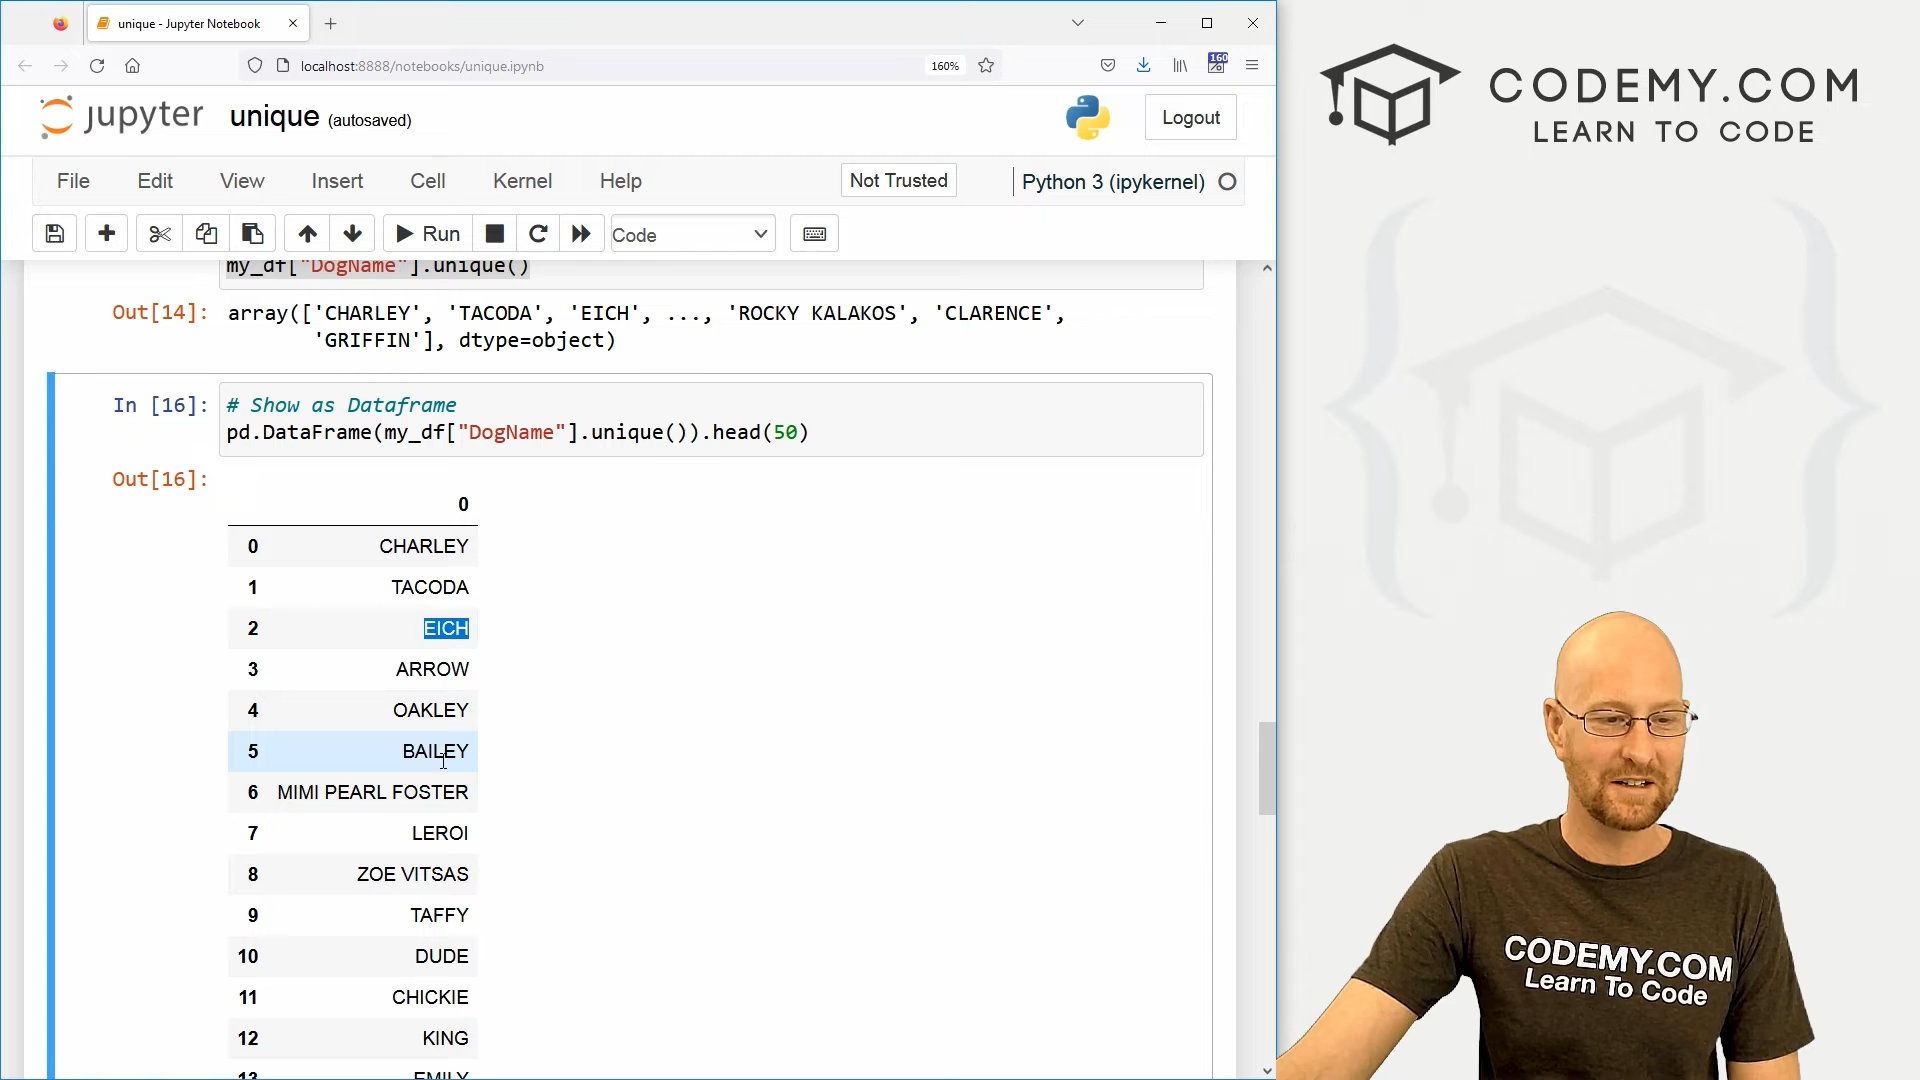 unique - Jupyter Notebook
localhost:8888/notebooks/unique.ipynb
160%
160
jupyter unique (autosaved)
Logout
File Edit View Insert Cell Kernel Help
Not Trusted
Python 3 (ipykernel)
Run
Code
my_df["DogName"].unique()
Out[14]: array(['CHARLEY', 'TACODA', 'EICH', ..., 'ROCKY KALAKOS', 'CLARENCE',
'GRIFFIN'], dtype=object)
In [16]: # Show as Dataframe
pd.DataFrame(my_df["DogName"].unique()).head(50)
Out[16]:
0
0 CHARLEY
1 TACODA
2 EICH
3 ARROW
4 OAKLEY
5 BAILEY
6 MIMI PEARL FOSTER
7 LEROI
8 ZOE VITSAS
9 TAFFY
10 DUDE
11 CHICKIE
12 KING
13 EMILY
CODEMY.COM
LEARN TO CODE
CODEMY.COM
Learn To Code